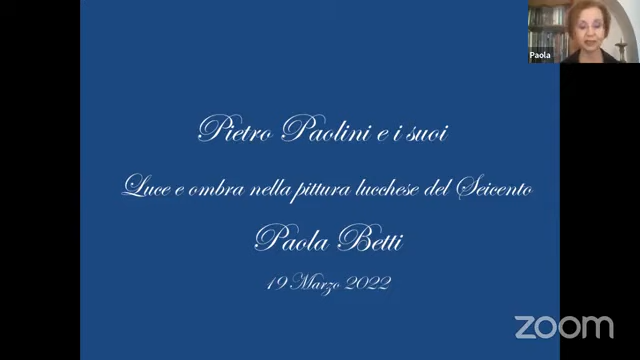 Paola
Pietro Paolini e i suoi
Luce e ombra nella pittura lucchese del Seicento
Paola Betti
19 Marzo 2022
zoom